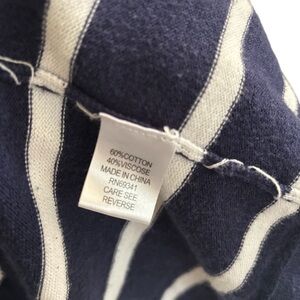 60%COTTON
40%VISCOSE
MADE IN CHINA
RN69341
CARE SEE
REVERSE